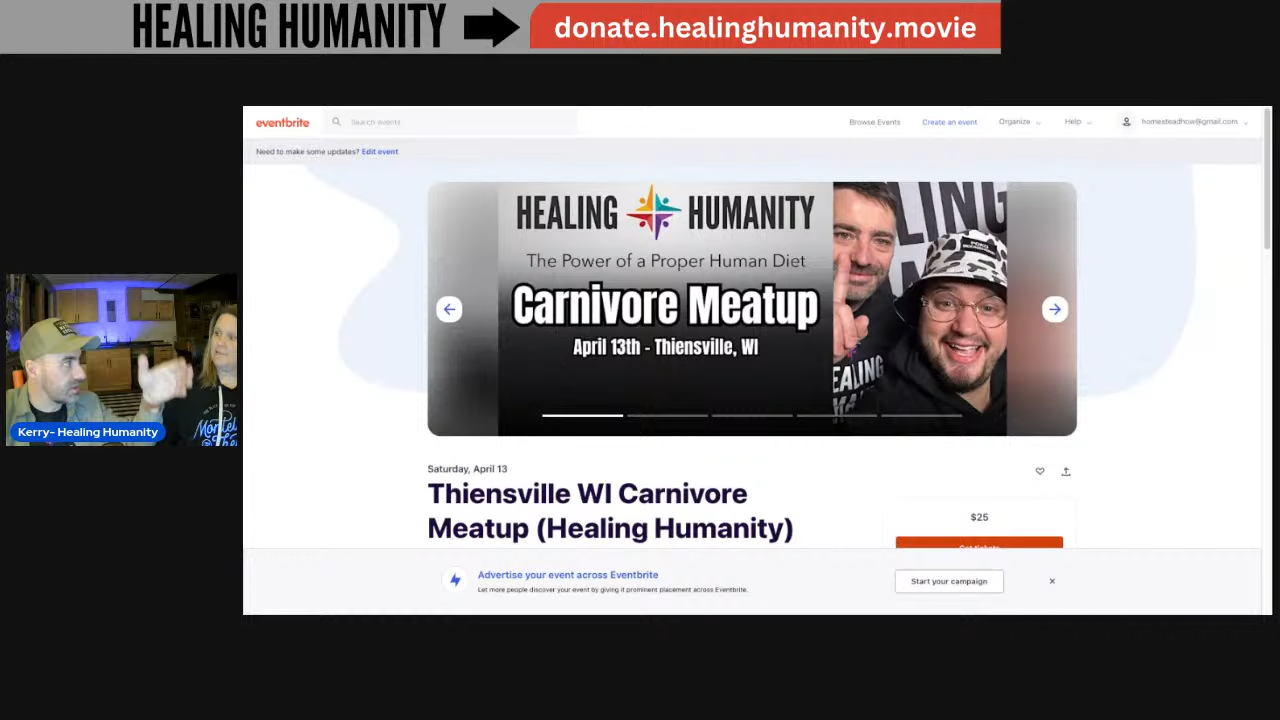 HEALING HUMANITY
donate.healinghumanity.movie
eventbrite
Search events
Browse Events
Create an event
Organize
Help
homesteadhow@gmail.com
Need to make some updates? Edit event
HEALING HUMANITY
The Power of a Proper Human Diet
Carnivore Meatup
April 13th - Thiensville, WI
Kerry- Healing Humanity
Saturday, April 13
Thiensville WI Carnivore
Meatup (Healing Humanity)
$25
Get tickets
Advertise your event across Eventbrite
Let more people discover your event by giving it prominent placement across Eventbrite.
Start your campaign